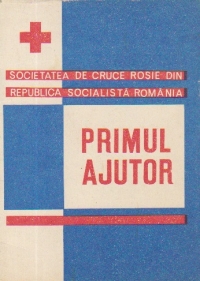 SOCIETATEA DE CRUCE ROSIE DIN
REPUBLICA SOCIALISTĂ ROMÂNIA
PRIMUL
AJUTOR